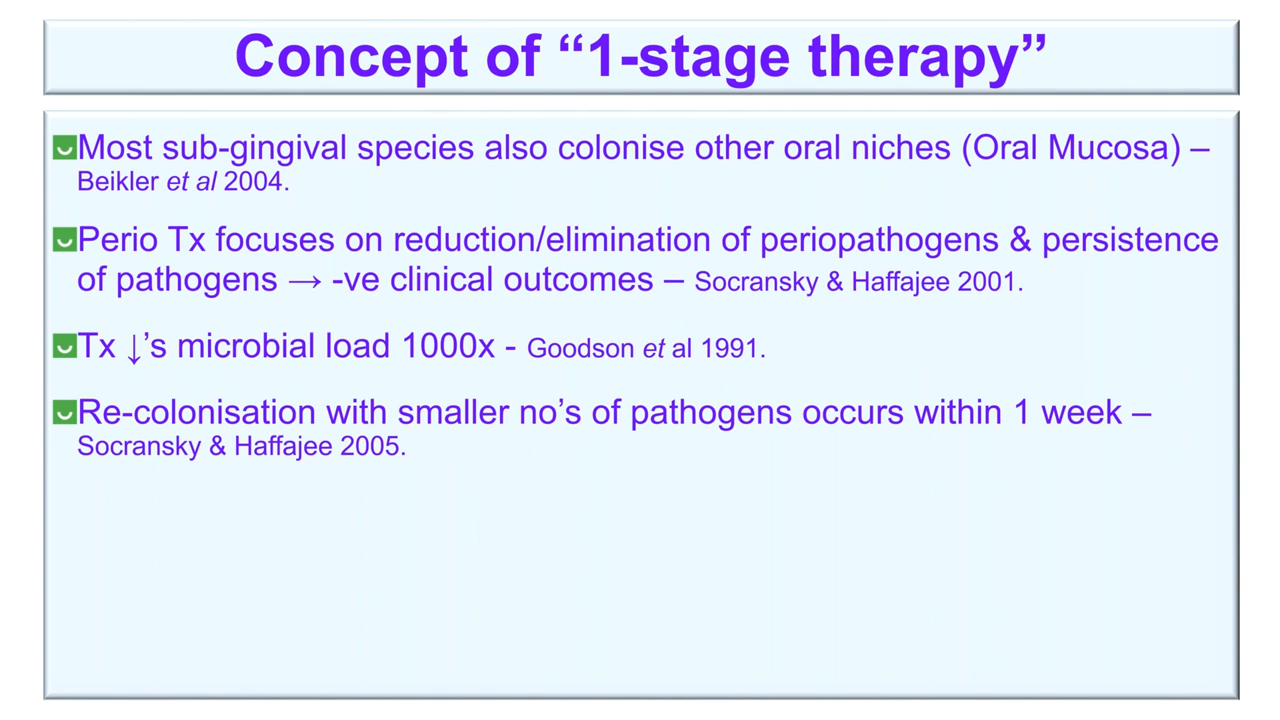 Concept of “1-stage therapy”
Most sub-gingival species also colonise other oral niches (Oral Mucosa) –
Beikler et al 2004.
Perio Tx focuses on reduction/elimination of periopathogens & persistence
of pathogens → -ve clinical outcomes – Socransky & Haffajee 2001.
Tx ↓’s microbial load 1000x - Goodson et al 1991.
Re-colonisation with smaller no’s of pathogens occurs within 1 week –
Socransky & Haffajee 2005.